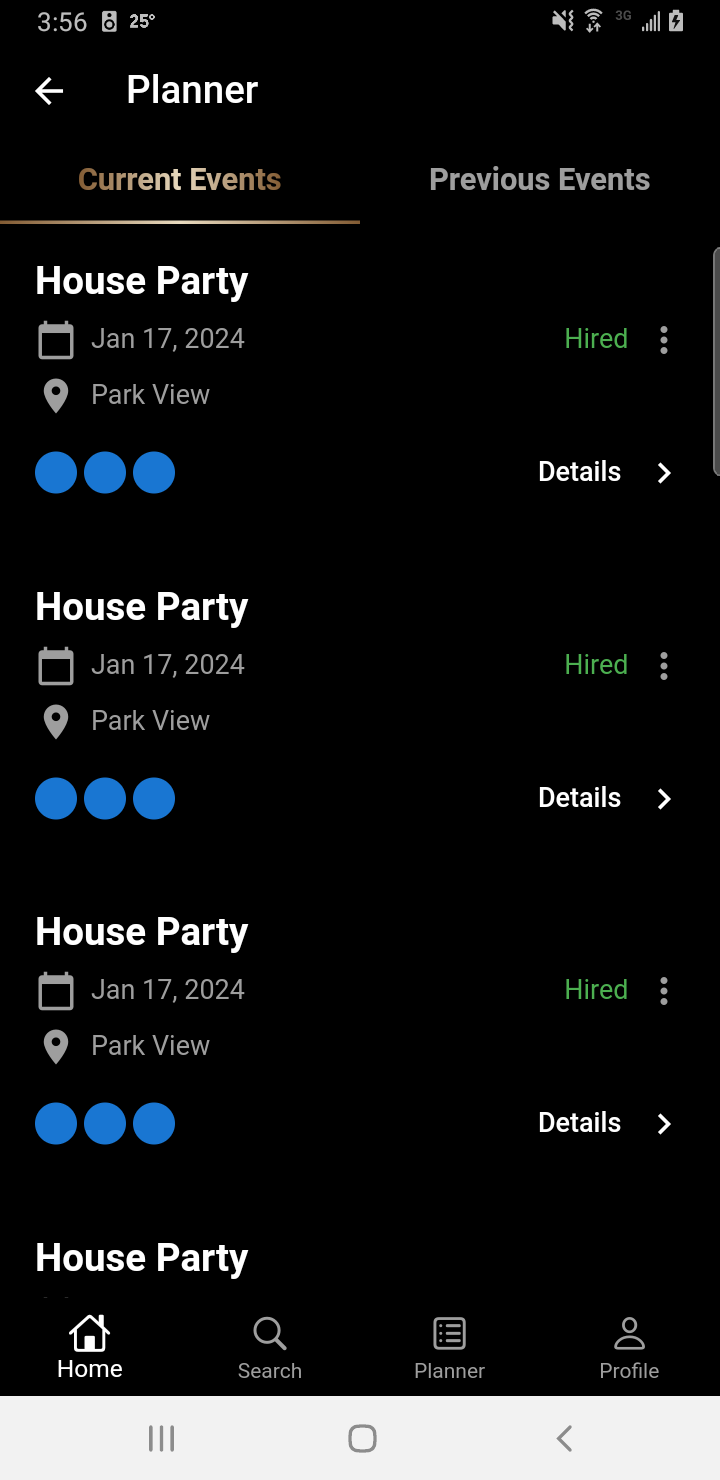 3:56 25°
3G
Planner
Current Events
Previous Events
House Party
Jan 17, 2024
Hired
Park View
Details
House Party
Jan 17, 2024
Hired
Park View
Details
House Party
Jan 17, 2024
Hired
Park View
Details
House Party
Home
Search
Planner
Profile